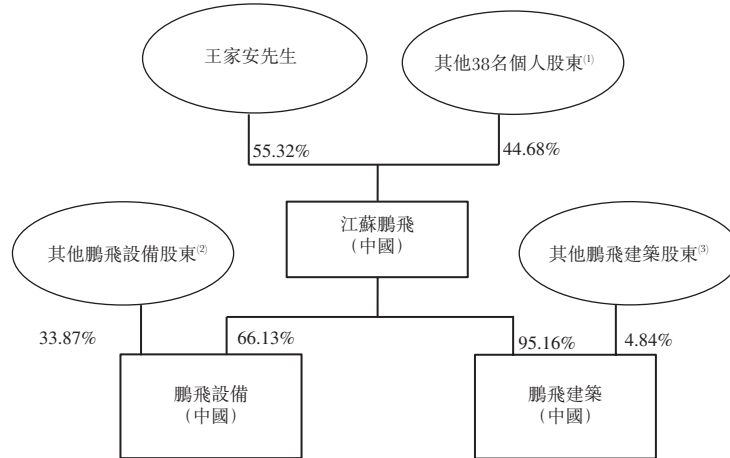 王家安先生
其他38名個人股東(1)
55.32%
44.68%
江蘇鵬飛
（中國）
其他鵬飛設備股東(2)
其他鵬飛建築股東(3)
33.87%
66.13%
95.16%
4.84%
鵬飛設備
（中國）
鵬飛建築
（中國）